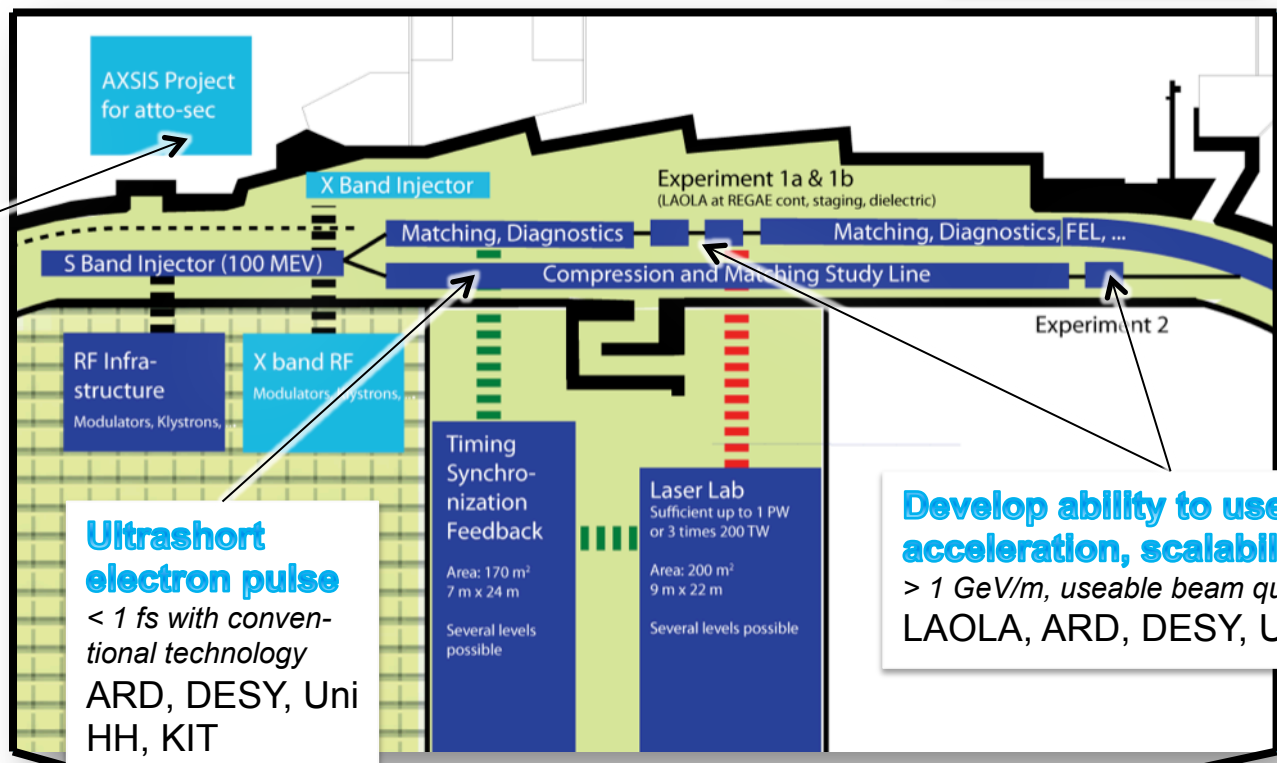 AXSIS Project
for atto-sec
X Band Injector
Experiment 1a & 1b
(LAOLA at REGAE cont, staging, dielectric)
Matching, Diagnostics
Matching, Diagnostics, FEL, ...
S Band Injector (100 MEV)
Compression and Matching Study Line
Experiment 2
RF Infra-
structure
Modulators, Klystrons,
X band RF
Modulators, Klystrons, ...
Timing
Synchro-
nization
Feedback
Area: 170 m²
7 m x 24 m
Several levels
possible
Laser Lab
Sufficient up to 1 PW
or 3 times 200 TW
Area: 200 m²
9 m x 22 m
Several levels possible
Ultrashort
electron pulse
< 1 fs with conven-
tional technology
ARD, DESY, Uni
HH, KIT
Develop ability to use
acceleration,
> 1 GeV/m, useable beam
LAOLA, ARD, DESY,